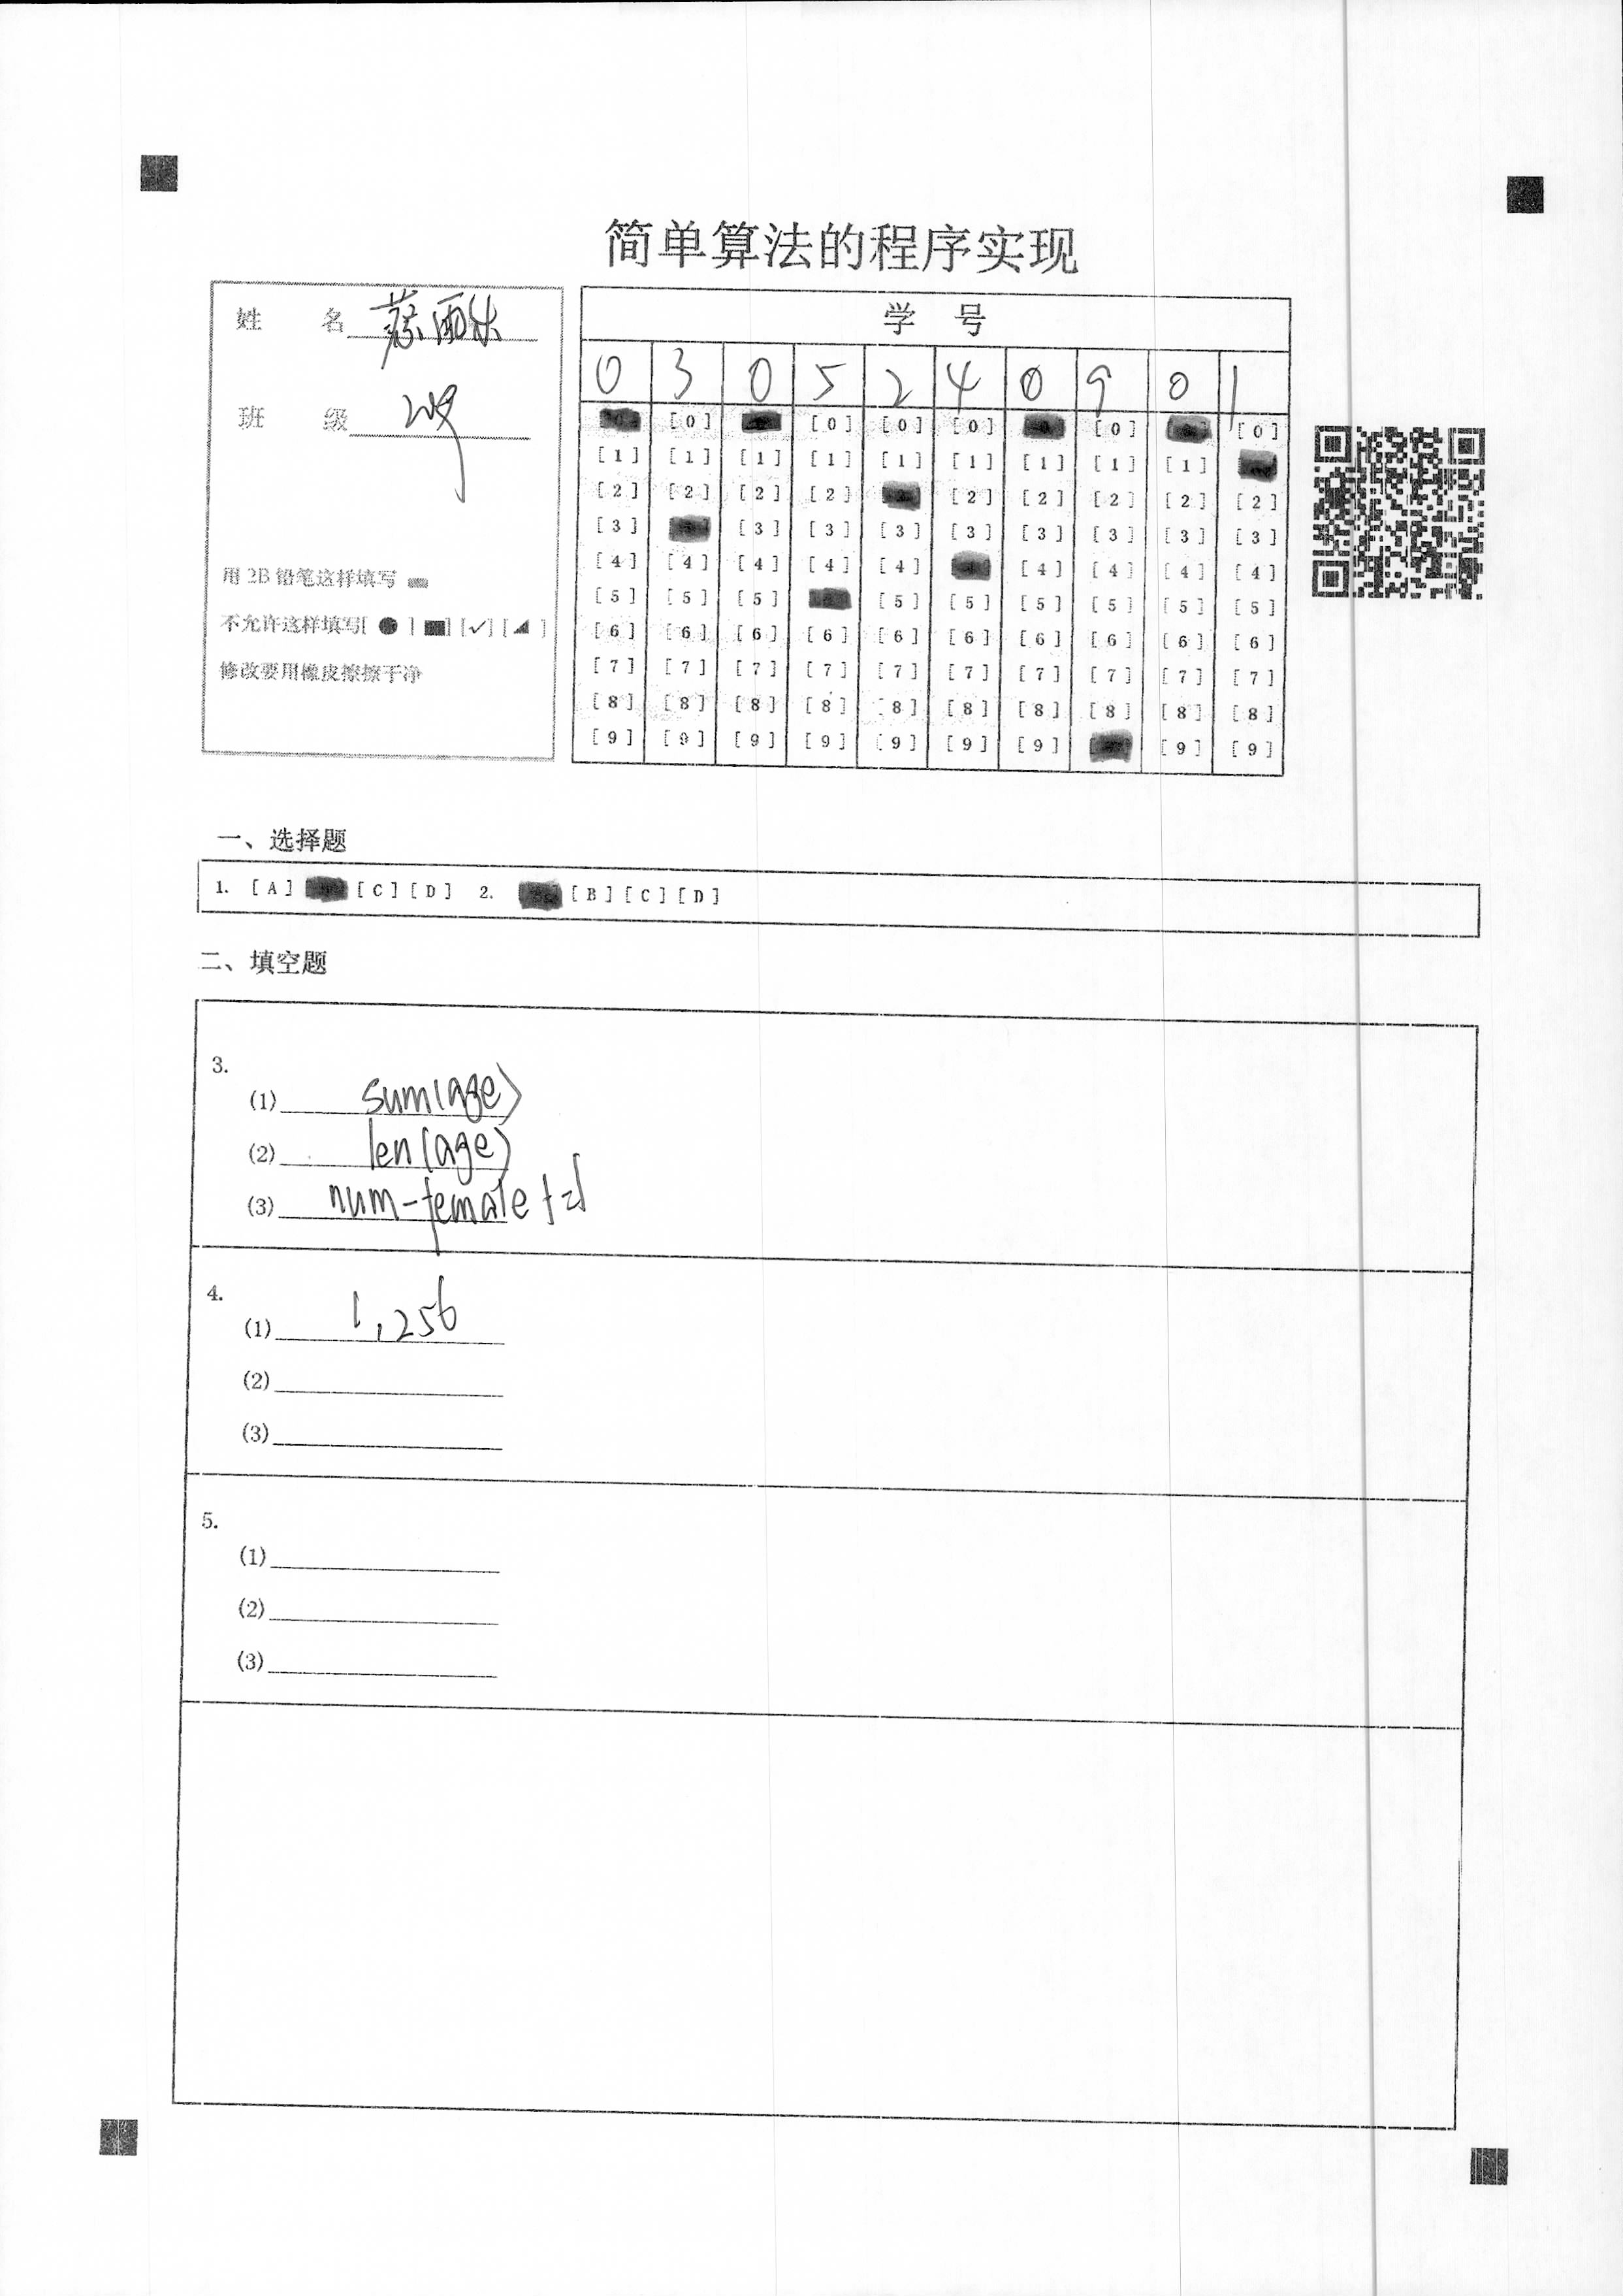 简单算法的程序实现
姓 名 蔡雨
班 级
用 2B 铅笔这样填写
不允许这样填写[ ● ] [■] [✓] [◢ ]
修改要用橡皮擦擦干净
学 号
0 3 0 5 2 4 0 9 0 1
[0] [0] [0] [0] [0] [0]
[1] [1] [1] [1] [1] [1] [1] [1] [1]
[2] [2] [2] [2] [2] [2] [2] [2] [2]
[3] [3] [3] [3] [3] [3] [3] [3] [3]
[4] [4] [4] [4] [4] [4] [4] [4] [4]
[5] [5] [5] [5] [5] [5] [5] [5] [5]
[6] [6] [6] [6] [6] [6] [6] [6] [6] [6]
[7] [7] [7] [7] [7] [7] [7] [7] [7] [7]
[8] [8] [8] [8] [8] [8] [8] [8] [8] [8]
[9] [9] [9] [9] [9] [9] [9] [9] [9]
一、选择题
1. [A] [C] [D] 2. [B] [C] [D]
二、填空题
3.
(1) sum(age)
(2) len(age)
(3) num-female +=1
4.
(1) 1,256
(2)
(3)
5.
(1)
(2)
(3)